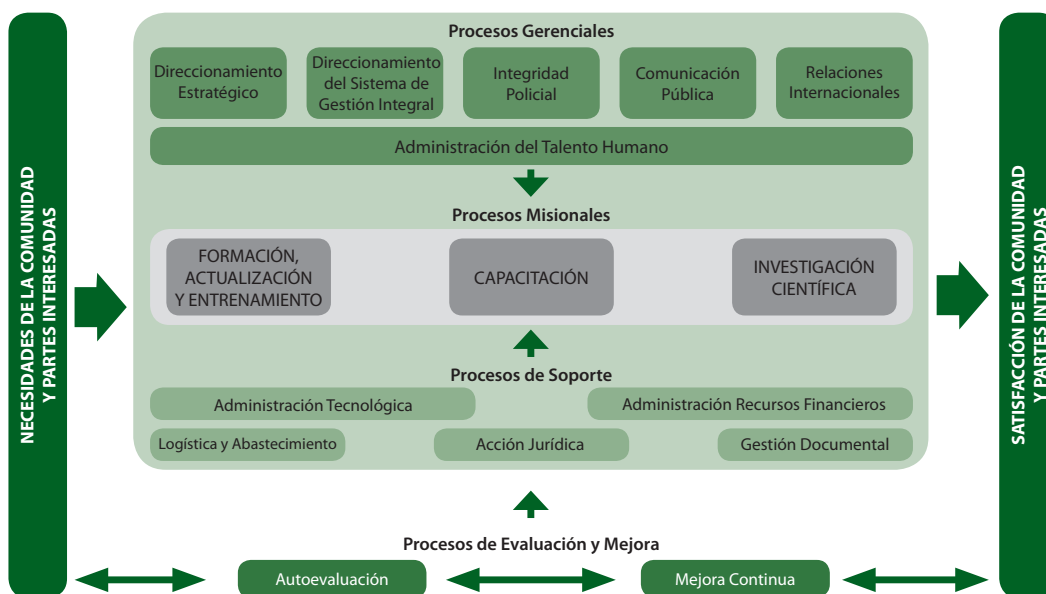 NECESIDADES DE LA COMUNIDAD
Y PARTES INTERESADAS
Procesos Gerenciales
Direccionamiento
Estratégico
Direccionamiento
del Sistema de
Gestión Integral
Integridad
Policial
Comunicación
Pública
Relaciones
Internacionales
Administración del Talento Humano
Procesos Misionales
FORMACIÓN,
ACTUALIZACIÓN
Y ENTRENAMIENTO
CAPACITACIÓN
INVESTIGACIÓN
CIENTÍFICA
Procesos de Soporte
Administración Tecnológica
Administración Recursos Financieros
Logística y Abastecimiento
Acción Jurídica
Gestión Documental
Procesos de Evaluación y Mejora
Autoevaluación
Mejora Continua
SATISFACCIÓN DE LA COMUNIDAD
Y PARTES INTERESADAS